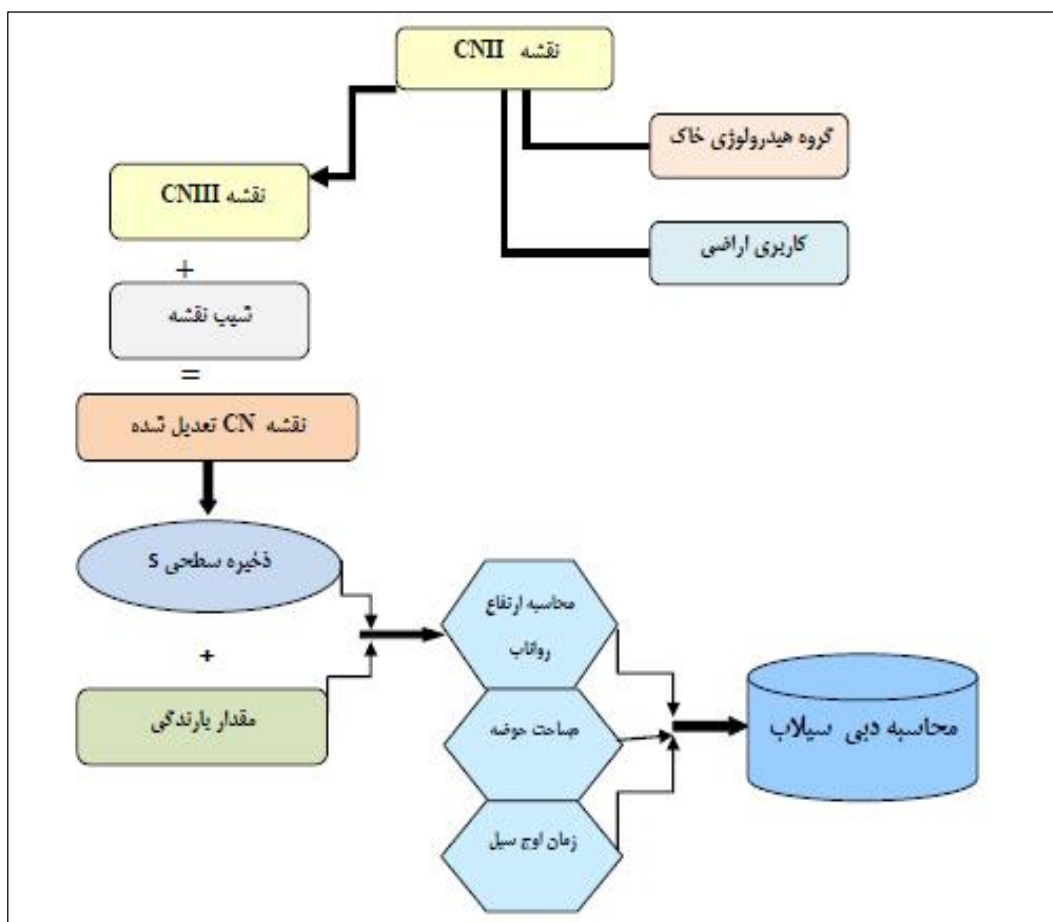 نقشه CNII
گروه هیدرولوژی خاک
نقشه CNIII
کاربری اراضی
+
شیب نقشه
=
نقشه CN تعدیل شده
ذخیره سطحی S
+
مقدار بارندگی
محاسبه ارتفاع
رواناب
مساحت حوضه
زمان اوج سیل
محاسبه دبی سیلاب